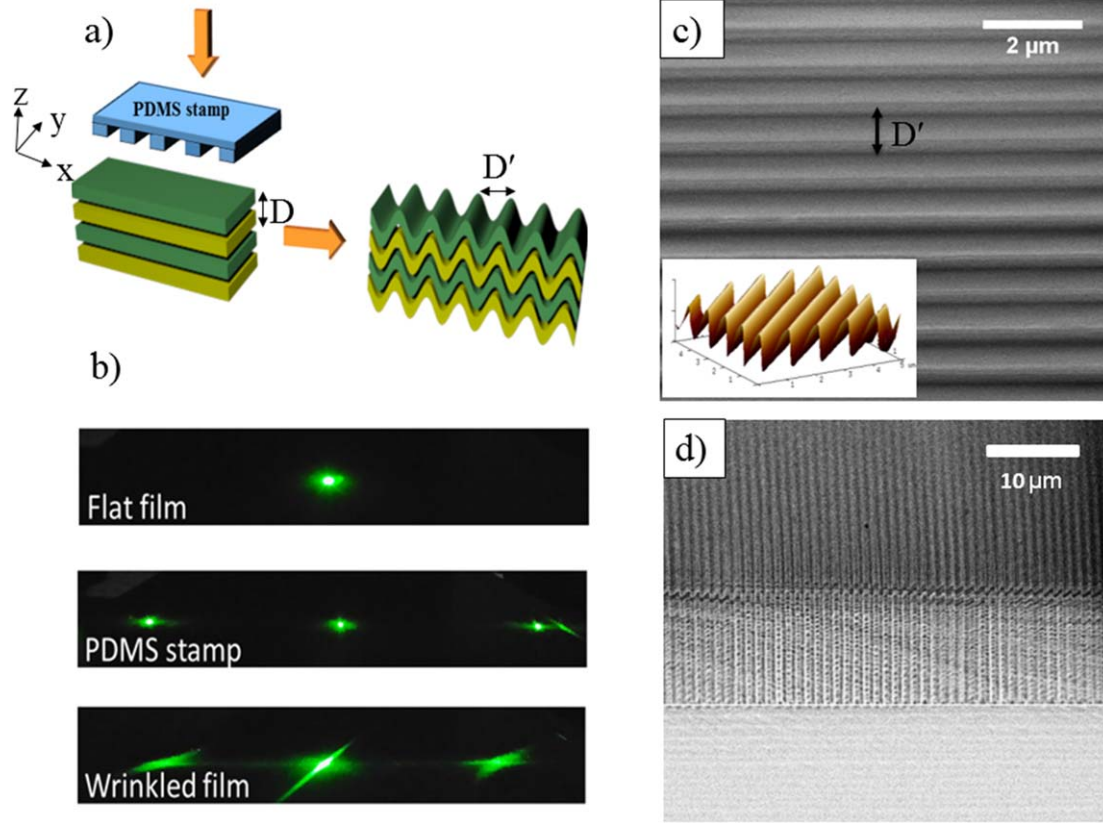 a)
PDMS stamp
z
y
x
D
D′
b)
Flat film
PDMS stamp
Wrinkled film
c)
2 μm
D′
d)
10 μm